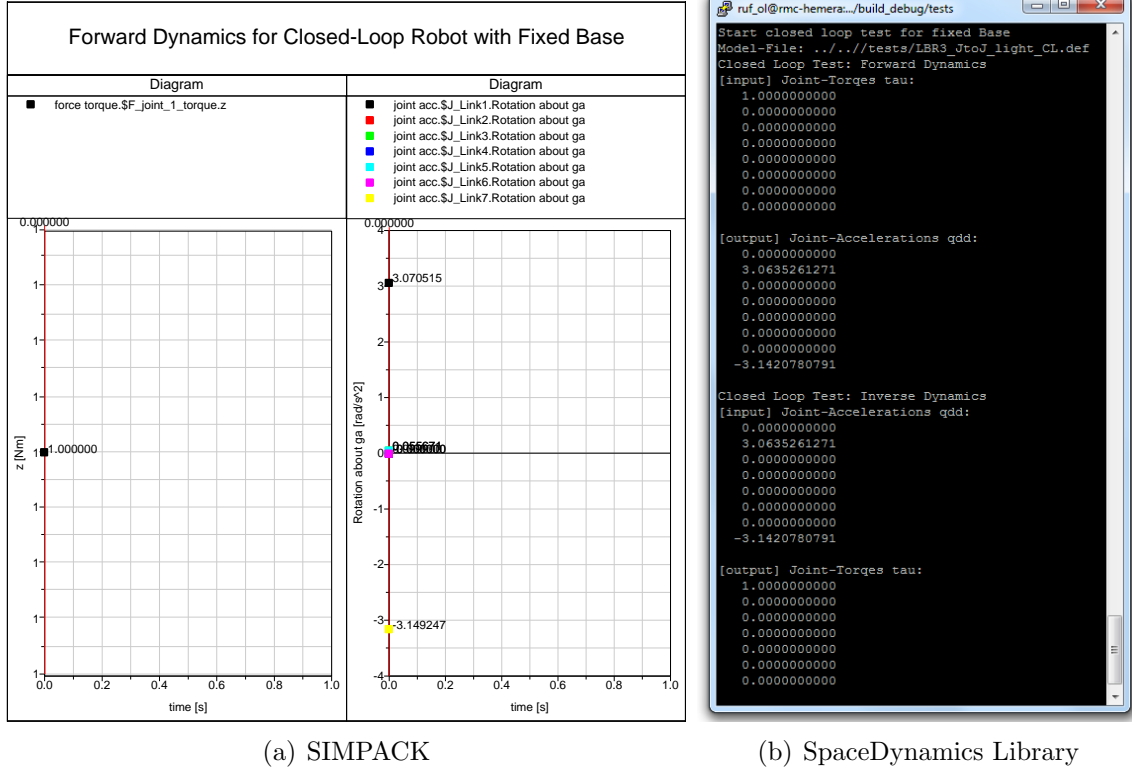 Forward Dynamics for Closed-Loop Robot with Fixed Base
Diagram
force torque.$F_joint_1_torque.z
0.000000
1
1
1
1
1
1
1
1
1
1.000000
z [Nm]
0.0 0.2 0.4 0.6 0.8 1.0
time [s]
Diagram
joint acc.$J_Link1.Rotation about ga
joint acc.$J_Link2.Rotation about ga
joint acc.$J_Link3.Rotation about ga
joint acc.$J_Link4.Rotation about ga
joint acc.$J_Link5.Rotation about ga
joint acc.$J_Link6.Rotation about ga
joint acc.$J_Link7.Rotation about ga
0.000000
4
3
2
1
0
-1
-2
-3
-4
3.070515
-3.149247
Rotation about ga [rad/s^2]
0.0 0.2 0.4 0.6 0.8 1.0
time [s]
(a) SIMPACK
ruf_ol@rmc-hemera:.../build_debug/tests
Start closed loop test for fixed Base
Model-File: ../..//tests/LBR3_JtoJ_light_CL.def
Closed Loop Test: Forward Dynamics
[input] Joint-Torqes tau:
1.0000000000
0.0000000000
0.0000000000
0.0000000000
0.0000000000
0.0000000000
0.0000000000
0.0000000000
[output] Joint-Accelerations qdd:
0.0000000000
3.0635261271
0.0000000000
0.0000000000
0.0000000000
0.0000000000
0.0000000000
-3.1420780791
Closed Loop Test: Inverse Dynamics
[input] Joint-Accelerations qdd:
0.0000000000
3.0635261271
0.0000000000
0.0000000000
0.0000000000
0.0000000000
0.0000000000
-3.1420780791
[output] Joint-Torqes tau:
1.0000000000
0.0000000000
0.0000000000
0.0000000000
0.0000000000
0.0000000000
0.0000000000
(b) SpaceDynamics Library